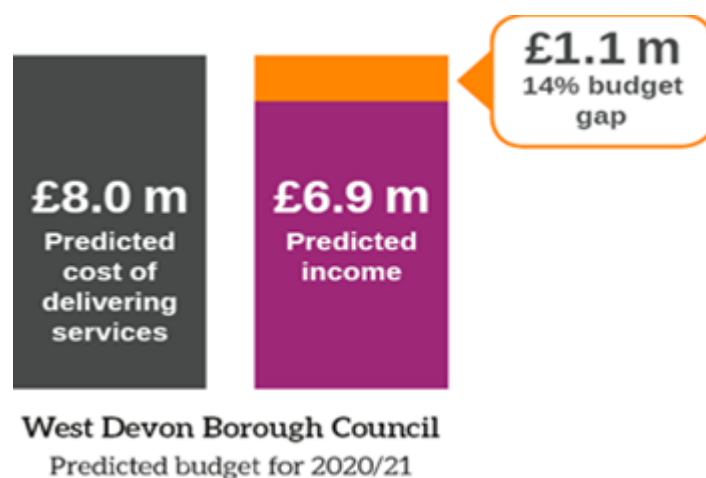 £1.1 m
14% budget
gap
£8.0 m
Predicted
cost of
delivering
services
£6.9 m
Predicted
income
West Devon Borough Council
Predicted budget for 2020/21